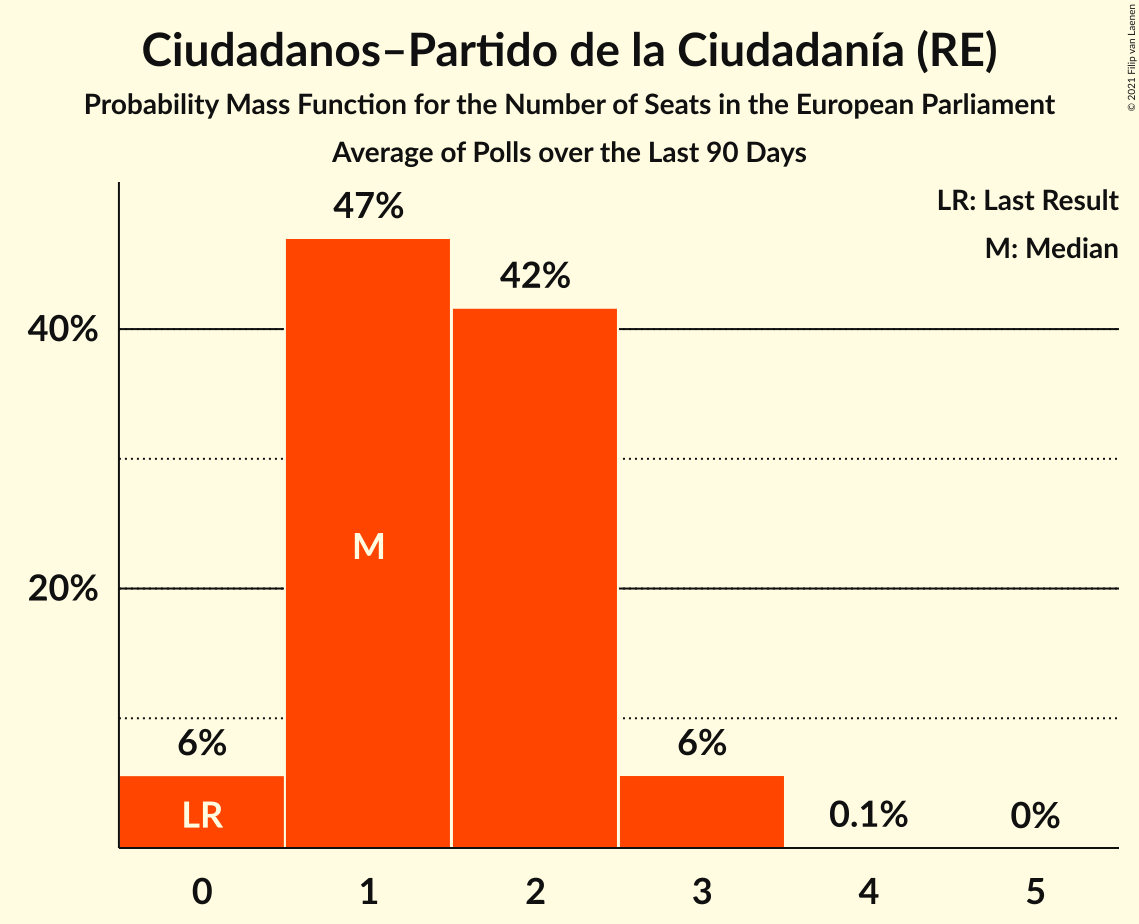 Ciudadanos–Partido de la Ciudadanía (RE)
Probability Mass Function for the Number of Seats in the European Parliament
Average of Polls over the Last 90 Days
© 2021 Filip van Laenen
LR: Last Result
M: Median
47%
42%
40%
M
20%
6%
6%
LR
0.1%
0%
0
1
2
3
4
5